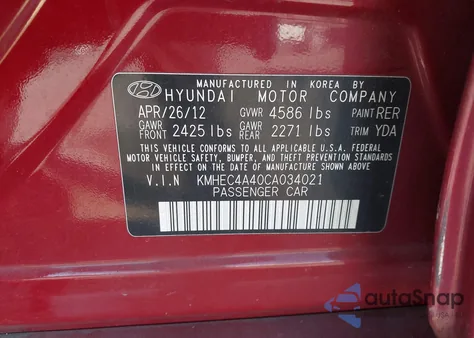 MANUFACTURED IN KOREA BY
HYUNDAI MOTOR COMPANY
APR/26/12 GVWR 4586 lbs PAINT RER
GAWR FRONT 2425 lbs GAWR REAR 2271 lbs TRIM YDA
THIS VEHICLE CONFORMS TO ALL APPLICABLE FEDERAL
MOTOR VEHICLE SAFETY, BUMPER, AND THEFT PREVENTION
STANDARDS IN EFFECT ON THE DATE OF MANUFACTURE
SHOWN ABOVE.
V.I.N KMHEC4A40CA034021
PASSENGER CAR
autoSnap